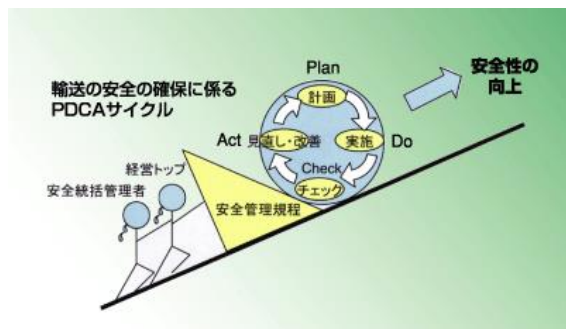 輸送の安全の確保に係る
PDCAサイクル
安全性の
向上
Plan
計画
Act
見直し・改善
実施
Do
Check
チェック
経営トップ
安全統括管理者
安全管理規程